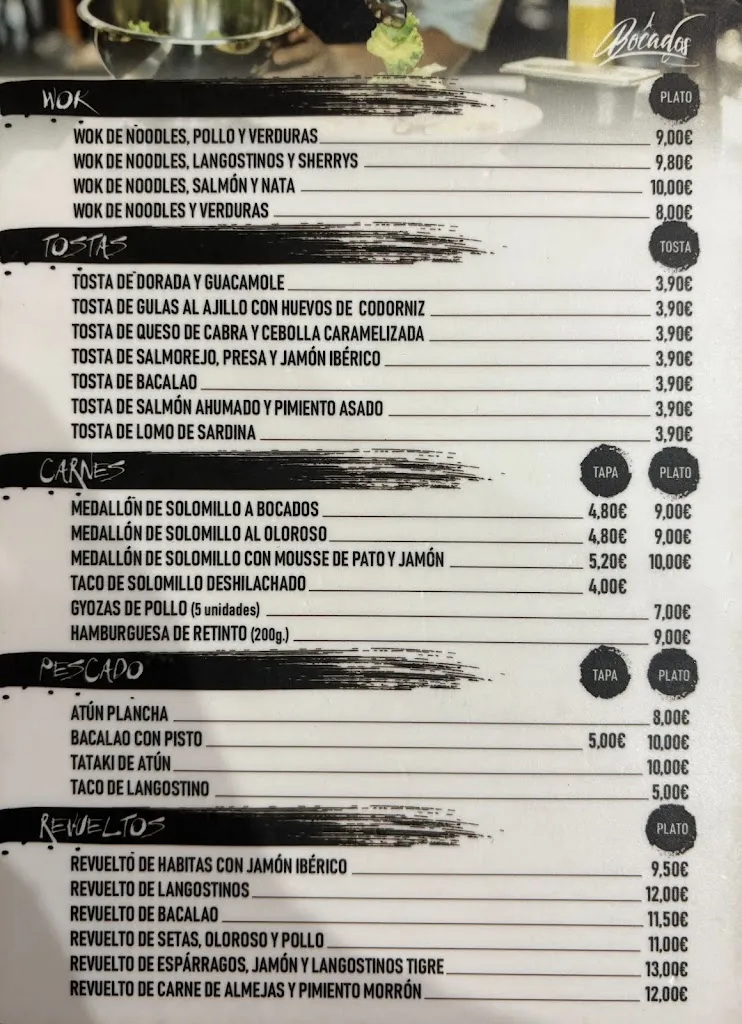 A Bocados
WOK PLATO
WOK DE NOODLES, POLLO Y VERDURAS 9,00€
WOK DE NOODLES, LANGOSTINOS Y SHERRYS 9,80€
WOK DE NOODLES, SALMÓN Y NATA 10,00€
WOK DE NOODLES Y VERDURAS 8,00€
TOSTAS TOSTA
TOSTA DE DORADA Y GUACAMOLE 3,90€
TOSTA DE GULAS AL AJILLO CON HUEVOS DE CODORNIZ 3,90€
TOSTA DE QUESO DE CABRA Y CEBOLLA CARAMELIZADA 3,90€
TOSTA DE SALMOREJO, PRESA Y JAMÓN IBÉRICO 3,90€
TOSTA DE BACALAO 3,90€
TOSTA DE SALMÓN AHUMADO Y PIMIENTO ASADO 3,90€
TOSTA DE LOMO DE SARDINA 3,90€
CARNES TAPA PLATO
MEDALLÓN DE SOLOMILLO A BOCADOS 4,80€ 9,00€
MEDALLÓN DE SOLOMILLO AL OLOROSO 4,80€ 9,00€
MEDALLÓN DE SOLOMILLO CON MOUSSE DE PATO Y JAMÓN 5,20€ 10,00€
TACO DE SOLOMILLO DESHILACHADO 4,00€
GYOZAS DE POLLO (5 unidades) 7,00€
HAMBURGUESA DE RETINTO (200g.) 9,00€
PESCADO TAPA PLATO
ATÚN PLANCHA 8,00€
BACALAO CON PISTO 5,00€ 10,00€
TATAKI DE ATÚN 10,00€
TACO DE LANGOSTINO 5,00€
REVUELTOS PLATO
REVUELTO DE HABITAS CON JAMÓN IBÉRICO 9,50€
REVUELTO DE LANGOSTINOS 12,00€
REVUELTO DE BACALAO 11,50€
REVUELTO DE SETAS, OLOROSO Y POLLO 11,00€
REVUELTO DE ESPÁRRAGOS, JAMÓN Y LANGOSTINOS TIGRE 13,00€
REVUELTO DE CARNE DE ALMEJAS Y PIMIENTO MORRÓN 12,00€